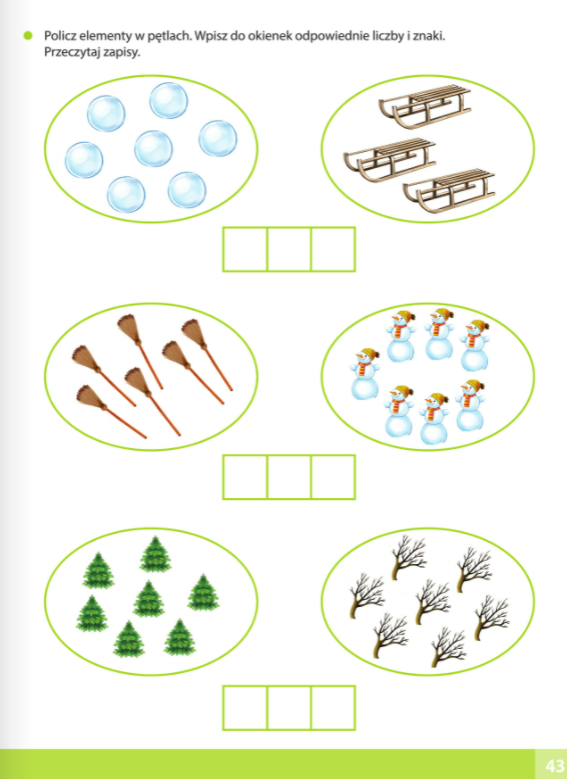 Policz elementy w pętlach. Wpisz do okienek odpowiednie liczby i znaki.
Przeczytaj zapisy.
43